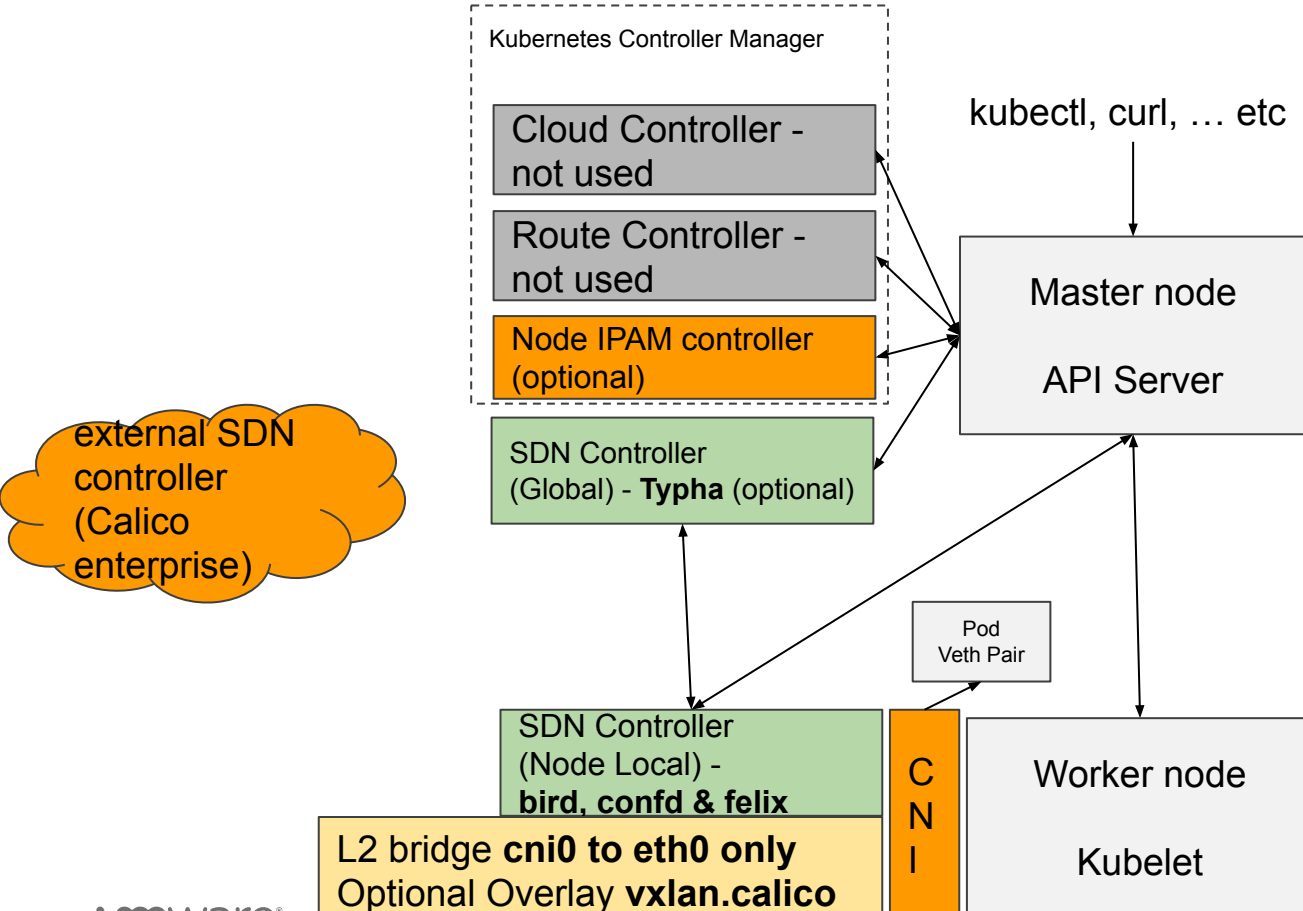 Kubernetes Controller Manager
Cloud Controller -
not used
Route Controller -
not used
Node IPAM controller
(optional)
kubectl, curl, … etc
Master node
API Server
external SDN
controller
(Calico
enterprise)
SDN Controller
(Global) - Typha (optional)
Pod
Veth Pair
SDN Controller
(Node Local) -
bird, confd & felix
L2 bridge cni0 to eth0 only
Optional Overlay vxlan.calico
C
N
I
Worker node
Kubelet